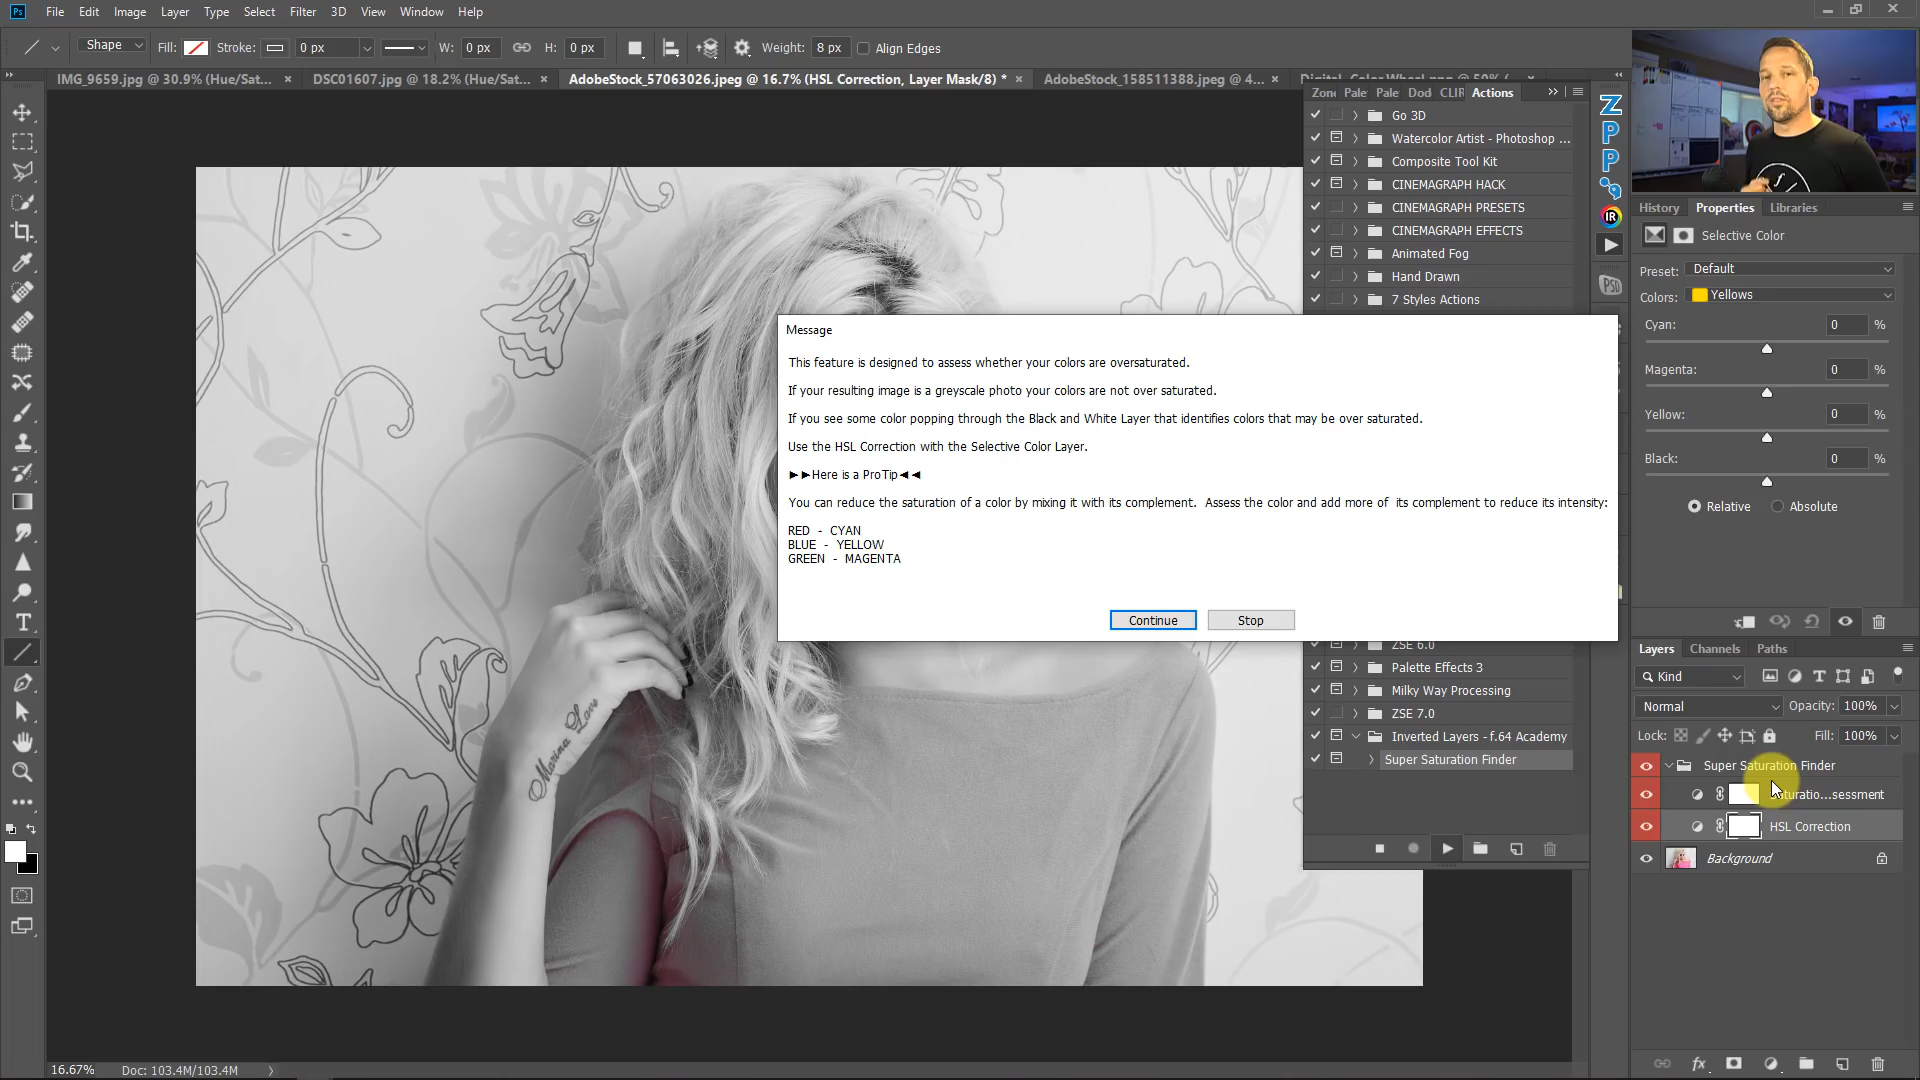 File Edit Image Layer Type Select Filter 3D View Window Help
Shape Fill: Stroke: 0 px W: 0 px H: 0 px Weight: 8 px Align Edges
IMG_9659.jpg @ 30.9% (Hue/Sat... × DSC01607.jpg @ 18.2% (Hue/Sat... × AdobeStock_57063026.jpeg @ 16.7% (HSL Correction, Layer Mask/8) * × AdobeStock_158511388.jpeg @ 4... ×
Zone Pale Pale Dod CLIR Actions
Go 3D
Watercolor Artist - Photoshop ...
Composite Tool Kit
CINEMAGRAPH HACK
CINEMAGRAPH PRESETS
CINEMAGRAPH EFFECTS
Animated Fog
Hand Drawn
7 Styles Actions
Message
This feature is designed to assess whether your colors are oversaturated.
If your resulting image is a greyscale photo your colors are not over saturated.
If you see some color popping through the Black and White Layer that identifies colors that may be over saturated.
Use the HSL Correction with the Selective Color Layer.
►►Here is a ProTip◄◄
You can reduce the saturation of a color by mixing it with its complement. Assess the color and add more of its complement to reduce its intensity:
RED - CYAN
BLUE - YELLOW
GREEN - MAGENTA
Continue Stop
ZSE 6.0
Palette Effects 3
Milky Way Processing
ZSE 7.0
Inverted Layers - f.64 Academy
Super Saturation Finder
Marina Love
History Properties Libraries
Selective Color
Preset: Default
Colors: Yellows
Cyan: 0 %
Magenta: 0 %
Yellow: 0 %
Black: 0 %
Relative Absolute
Layers Channels Paths
Kind
Normal Opacity: 100%
Lock: Fill: 100%
Super Saturation Finder
HSL Correction
Background
16.67% Doc: 103.4M/103.4M